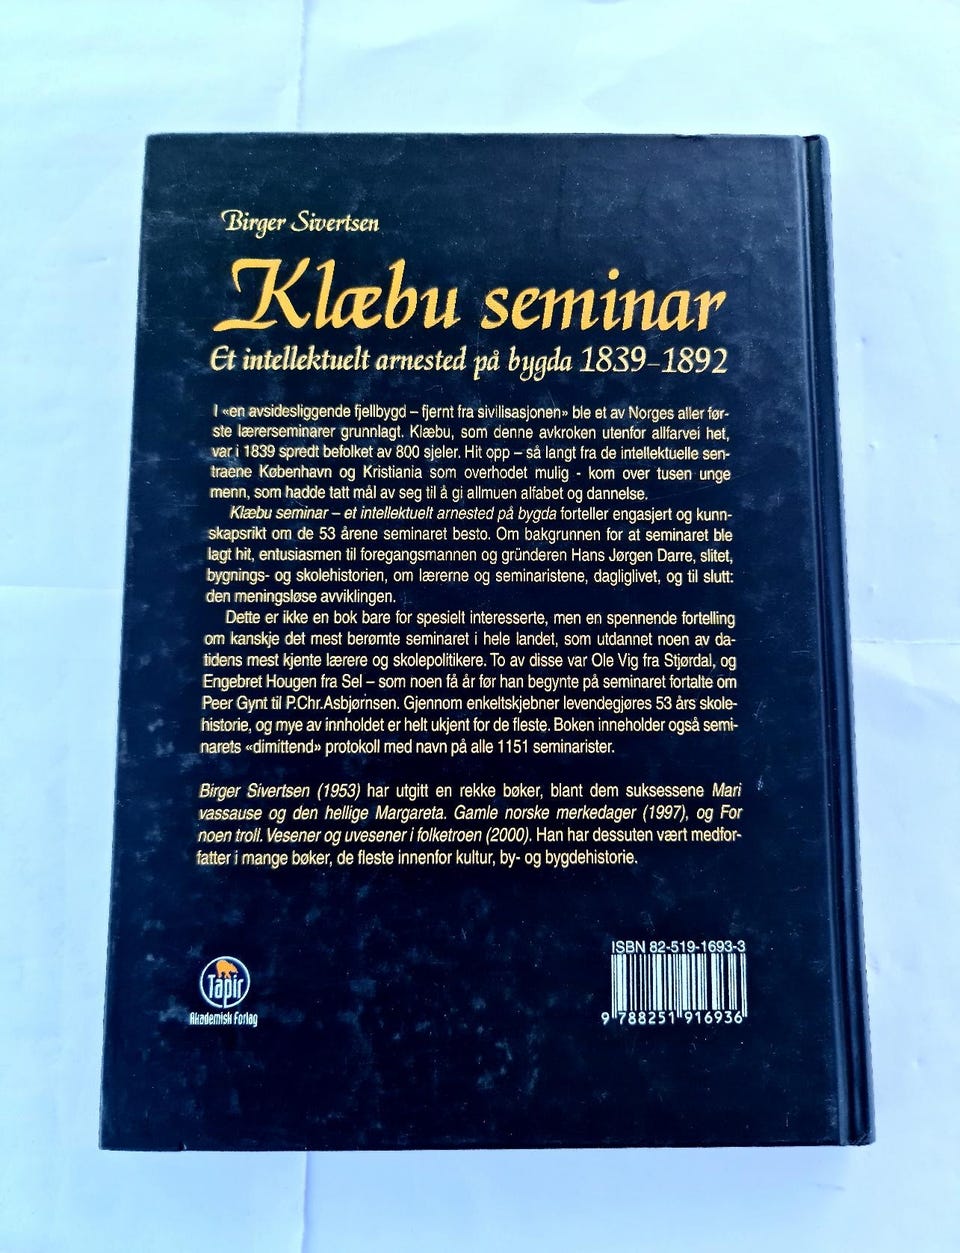 Birger Sivertsen
Klæbu seminar
Et intellektuelt arnested på bygda 1839–1892
I «en avsidesliggende fjellbygd – fjernt fra sivilisasjonen» ble et av Norges aller før-
ste lærerseminarer grunnlagt. Klæbu, som denne avkroken utenfor allfarvei het,
var i 1839 spredt befolket av 800 sjeler. Hit opp – så langt fra de intellektuelle sen-
traene København og Kristiania som overhodet mulig - kom over tusen unge
menn, som hadde tatt mål av seg til å gi allmuen alfabet og dannelse.
Klæbu seminar – et intellektuelt arnested på bygda forteller engasjert og kunn-
skapsrikt om de 53 årene seminaret besto. Om bakgrunnen for at seminaret ble
lagt hit, entusiasmen til foregangsmannen og gründeren Hans Jørgen Darre, slitet,
bygnings- og skolehistorien, om lærerne og seminaristene, dagliglivet, og til slutt:
den meningsløse avviklingen.
Dette er ikke en bok bare for spesielt interesserte, men en spennende fortelling
om kanskje det mest berømte seminaret i hele landet, som utdannet noen av da-
tidens mest kjente lærere og skolepolitikere. To av disse var Ole Vig fra Stjørdal, og
Engebret Hougen fra Sel – som noen få år før han begynte på seminaret fortalte om
Peer Gynt til P.Chr.Asbjørnsen. Gjennom enkeltskjebner levendegjøres 53 års skole-
historie, og mye av innholdet er helt ukjent for de fleste. Boken inneholder også semi-
narets «dimittend» protokoll med navn på alle 1151 seminarister.
Birger Sivertsen (1953) har utgitt en rekke bøker, blant dem suksessene Mari
vassause og den hellige Margareta. Gamle norske merkedager (1997), og For
noen troll. Vesener og uvesener i folketroen (2000). Han har dessuten vært medfor-
fatter i mange bøker, de fleste innenfor kultur, by- og bygdehistorie.
ISBN 82-519-1693-3
9 788251 916936
Tapir
Akademisk Forlag